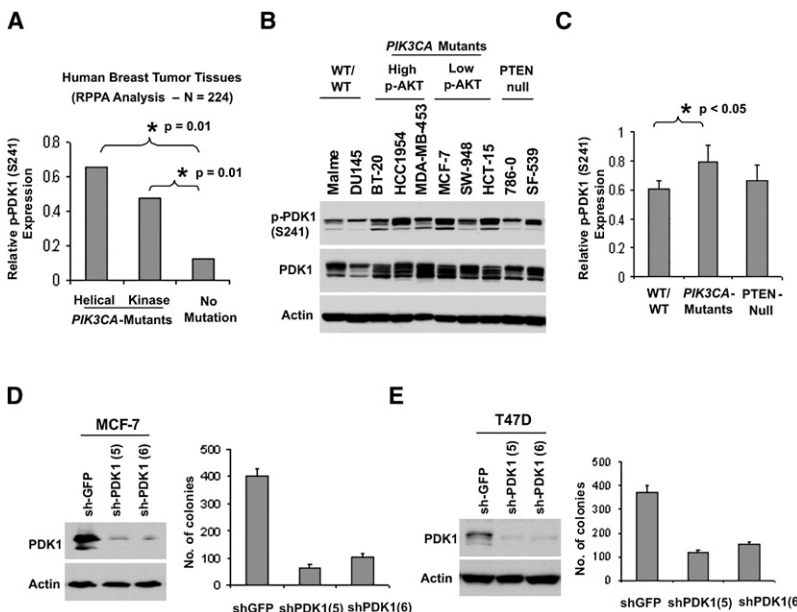 A
Human Breast Tumor Tissues
(RPPA Analysis – N = 224)
Relative p-PDK1 (S241)
Expression
0.8
0.6
0.4
0.2
0
* p = 0.01
* p = 0.01
Helical Kinase No
Mutation
PIK3CA-Mutants
B
PIK3CA Mutants
WT/
WT
High
p-AKT
Low
p-AKT
PTEN
null
Malme
DU145
BT-20
HCC1954
MDA-MB-453
MCF-7
SW-948
HCT-15
786-0
SF-539
p-PDK1
(S241)
PDK1
Actin
C
* p < 0.05
Relative p-PDK1 (S241)
Expression
1
0.8
0.6
0.4
0.2
0
WT/
WT
PIK3CA-
Mutants
PTEN -
Null
D
MCF-7
sh-GFP
sh-PDK1 (5)
sh-PDK1 (6)
PDK1
Actin
No. of colonies
500
400
300
200
100
0
shGFP shPDK1(5) shPDK1(6)
E
T47D
sh-GFP
sh-PDK1 (5)
sh-PDK1 (6)
PDK1
Actin
No. of colonies
500
400
300
200
100
0
shGFP shPDK1(5) shPDK1(6